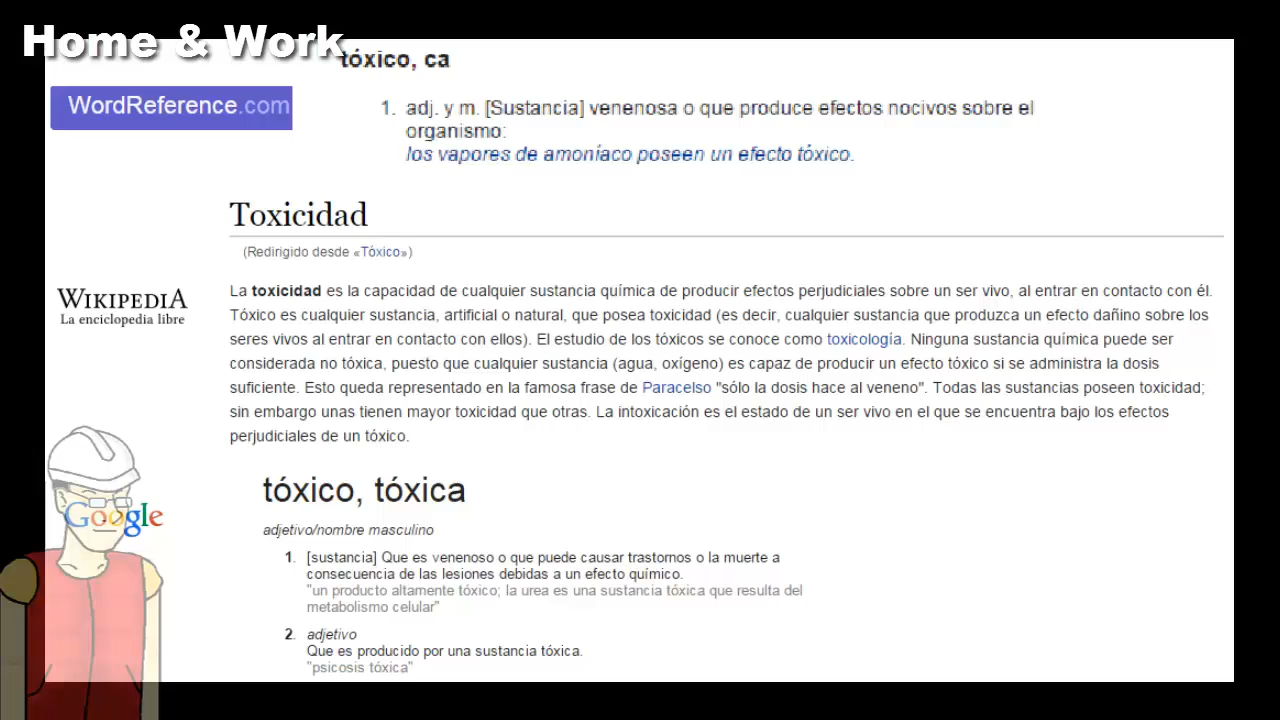 Home & Work
tóxico, ca
WordReference.com
1. adj. y m. [Sustancia] venenosa o que produce efectos nocivos sobre el
organismo:
los vapores de amoníaco poseen un efecto tóxico.
Toxicidad
(Redirigido desde «Tóxico»)
WIKIPEDIA
La enciclopedia libre
La toxicidad es la capacidad de cualquier sustancia química de producir efectos perjudiciales sobre un ser vivo, al entrar en contacto con él.
Tóxico es cualquier sustancia, artificial o natural, que posea toxicidad (es decir, cualquier sustancia que produzca un efecto dañino sobre los
seres vivos al entrar en contacto con ellos). El estudio de los tóxicos se conoce como toxicología. Ninguna sustancia química puede ser
considerada no tóxica, puesto que cualquier sustancia (agua, oxígeno) es capaz de producir un efecto tóxico si se administra la dosis
suficiente. Esto queda representado en la famosa frase de Paracelso "sólo la dosis hace al veneno". Todas las sustancias poseen toxicidad;
sin embargo unas tienen mayor toxicidad que otras. La intoxicación es el estado de un ser vivo en el que se encuentra bajo los efectos
perjudiciales de un tóxico.
Google
tóxico, tóxica
adjetivo/nombre masculino
1. [sustancia] Que es venenoso o que puede causar trastornos o la muerte a
consecuencia de las lesiones debidas a un efecto químico.
"un producto altamente tóxico; la urea es una sustancia tóxica que resulta del
metabolismo celular"
2. adjetivo
Que es producido por una sustancia tóxica.
"psicosis tóxica"